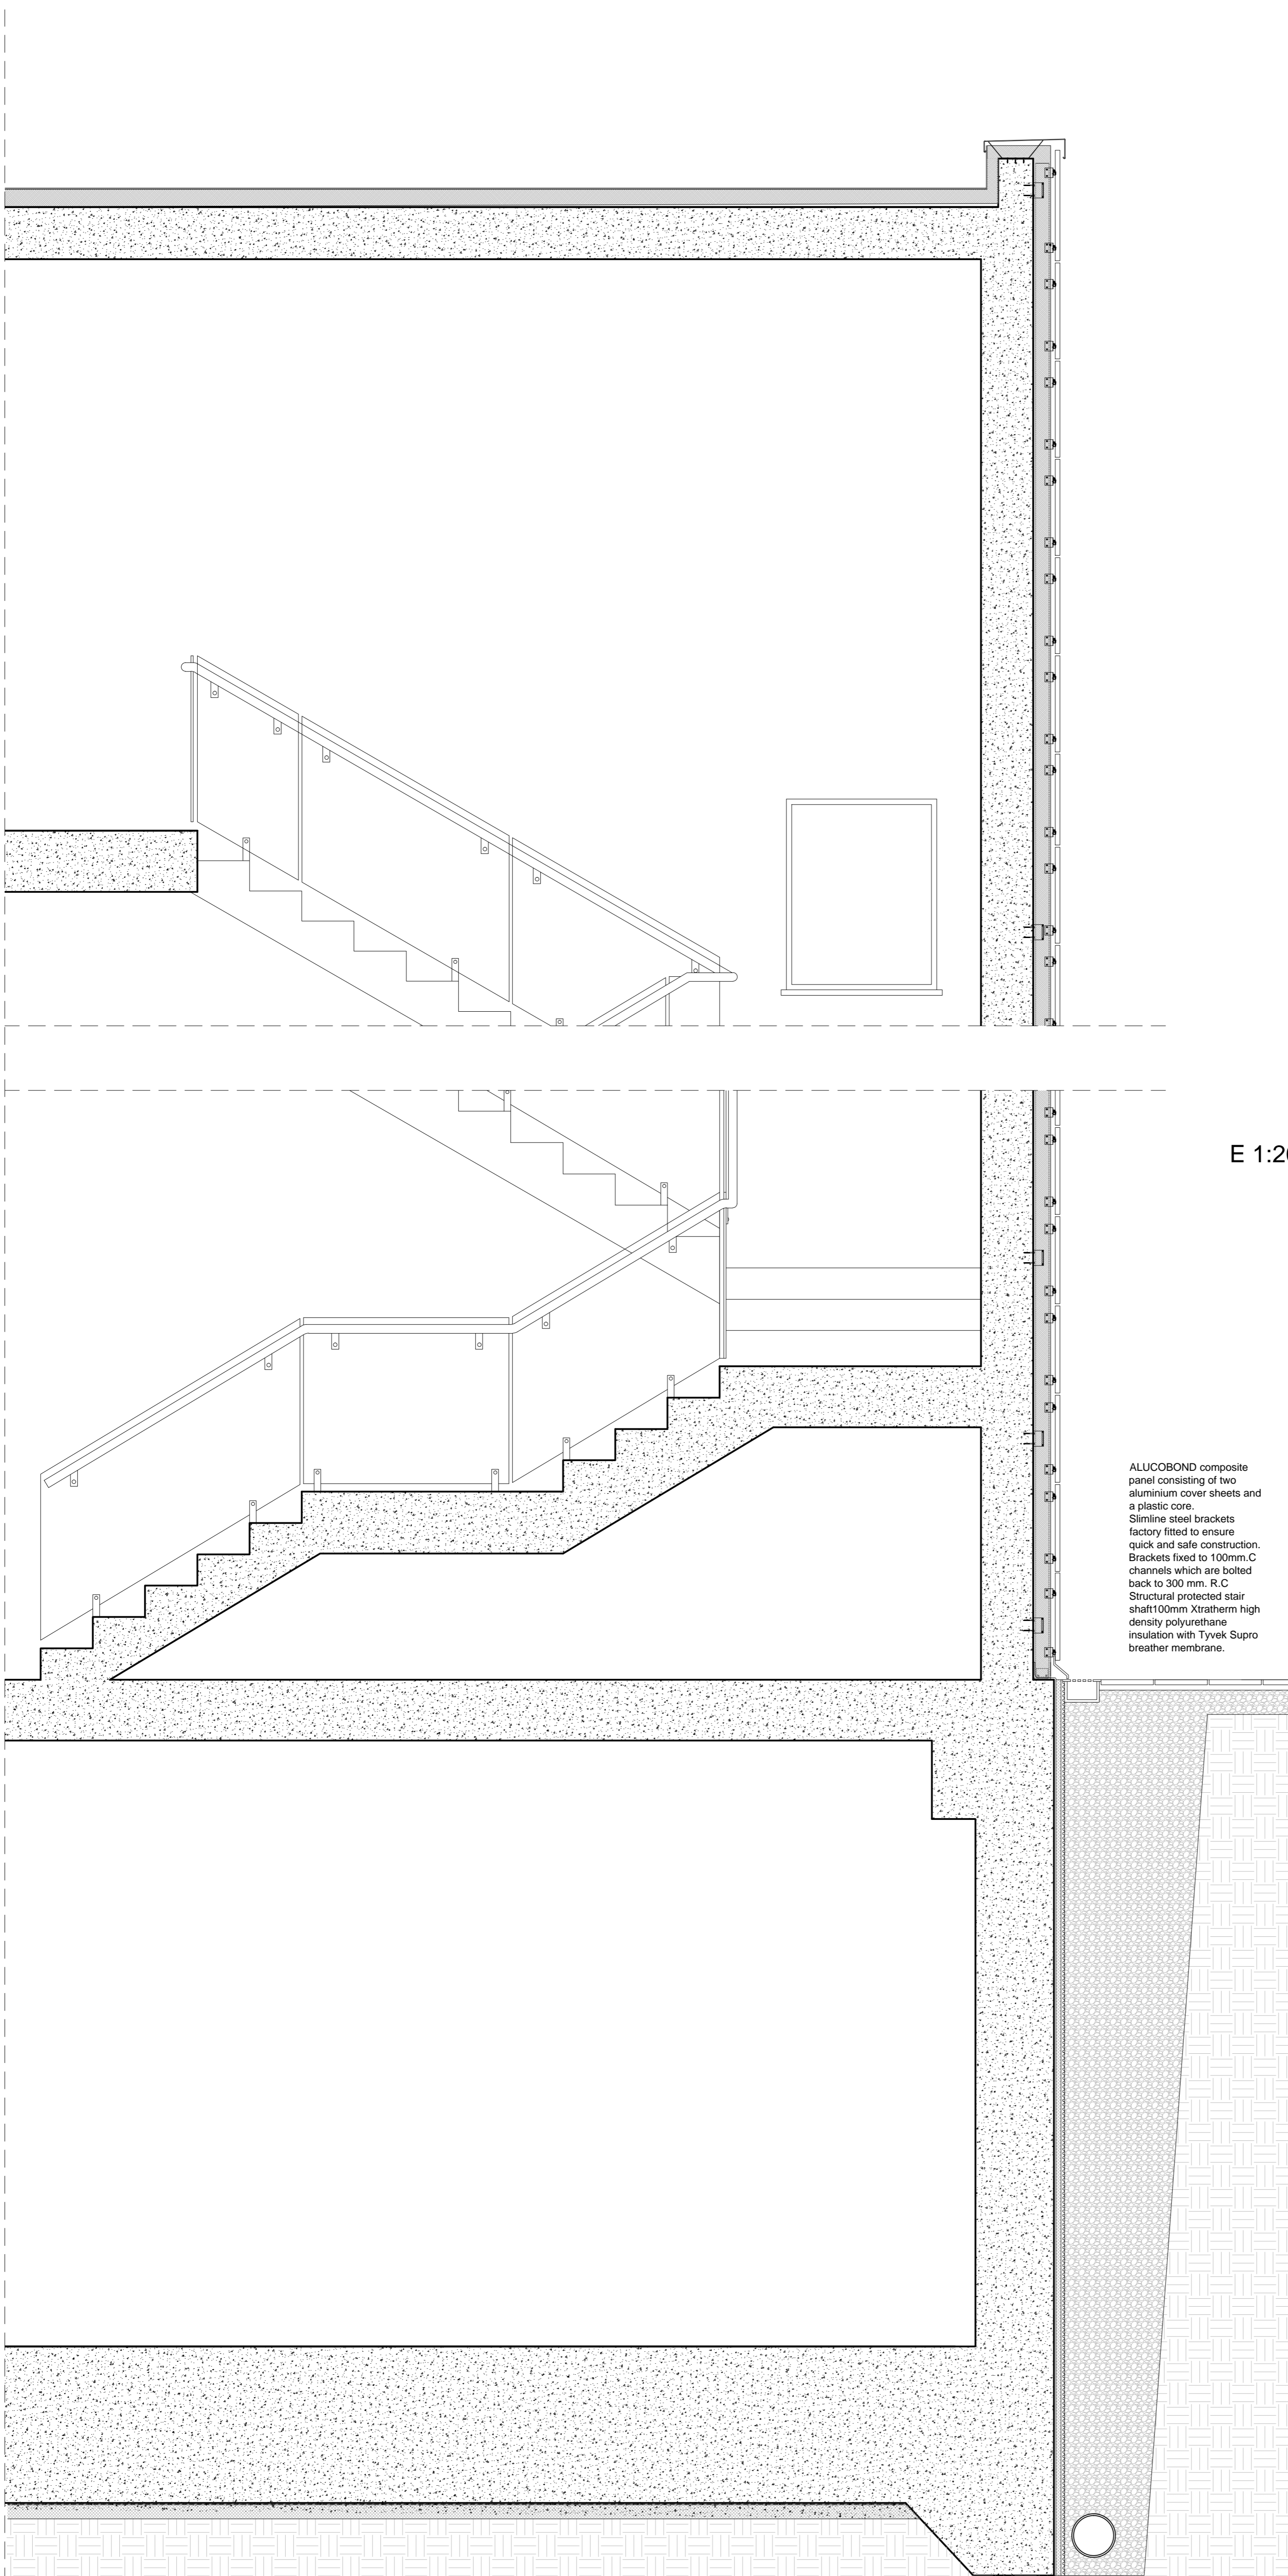 E 1:20
ALUCOBOND composite
panel consisting of two
aluminium cover sheets and
a plastic core.
Slimline steel brackets
factory fitted to ensure
quick and safe construction.
Brackets fixed to 100mm.C
channels which are bolted
back to 300 mm. R.C
Structural protected stair
shaft100mm Xtratherm high
density polyurethane
insulation with Tyvek Supro
breather membrane.